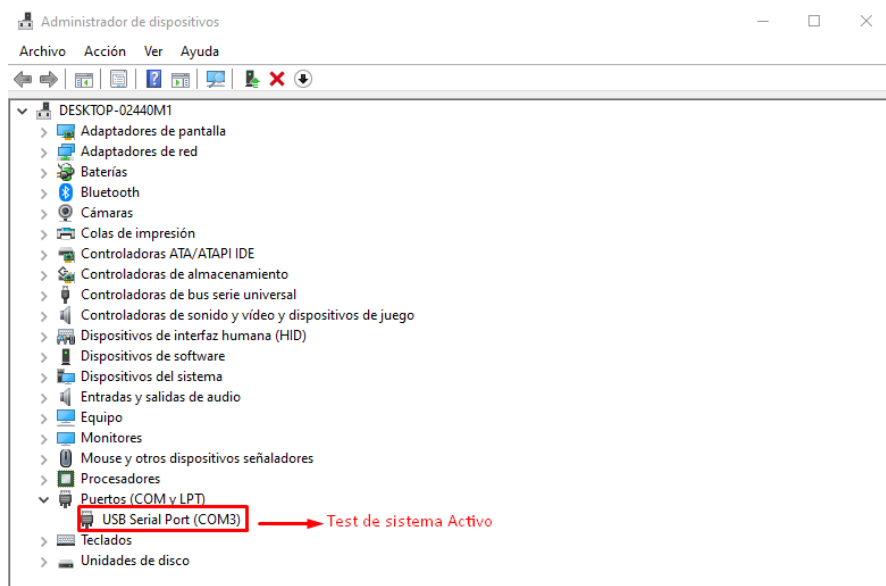 Administrador de dispositivos
Archivo Acción Ver Ayuda
DESKTOP-02440M1
Adaptadores de pantalla
Adaptadores de red
Baterías
Bluetooth
Cámaras
Colas de impresión
Controladoras ATA/ATAPI IDE
Controladoras de almacenamiento
Controladoras de bus serie universal
Controladoras de sonido y vídeo y dispositivos de juego
Dispositivos de interfaz humana (HID)
Dispositivos de software
Dispositivos del sistema
Entradas y salidas de audio
Equipo
Monitores
Mouse y otros dispositivos señaladores
Procesadores
Puertos (COM y LPT)
USB Serial Port (COM3) Test de sistema Activo
Teclados
Unidades de disco